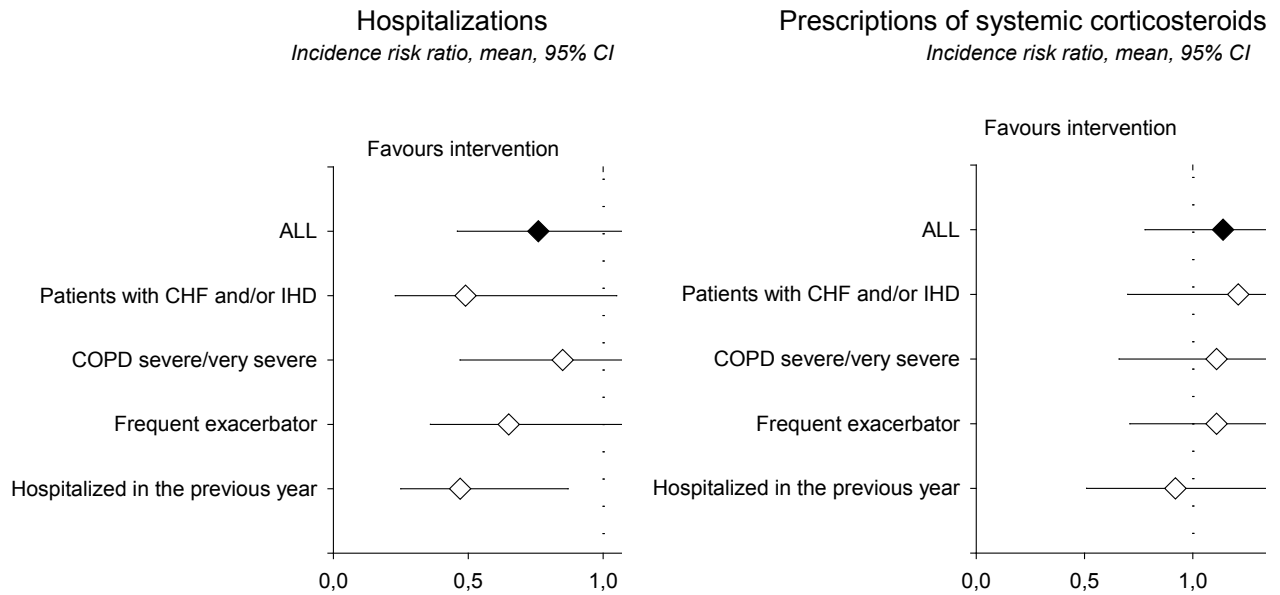 Hospitalizations
Incidence risk ratio, mean, 95% CI
Favours intervention
ALL
Patients with CHF and/or IHD
COPD severe/very severe
Frequent exacerbator
Hospitalized in the previous year
0,0 0,5 1,0
Prescriptions of systemic corticosteroids
Incidence risk ratio, mean, 95% CI
Favours intervention
ALL
Patients with CHF and/or IHD
COPD severe/very severe
Frequent exacerbator
Hospitalized in the previous year
0,0 0,5 1,0